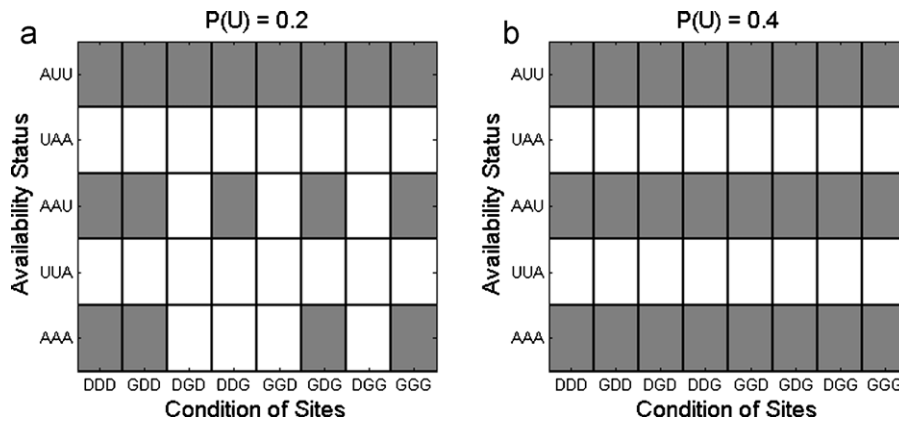 a
P(U) = 0.2
Availability Status
AUU
UAA
AAU
UUA
AAA
DDD GDD DGD DDG GGD GDG DGG GGG
Condition of Sites
b
P(U) = 0.4
Availability Status
AUU
UAA
AAU
UUA
AAA
DDD GDD DGD DDG GGD GDG DGG GGG
Condition of Sites